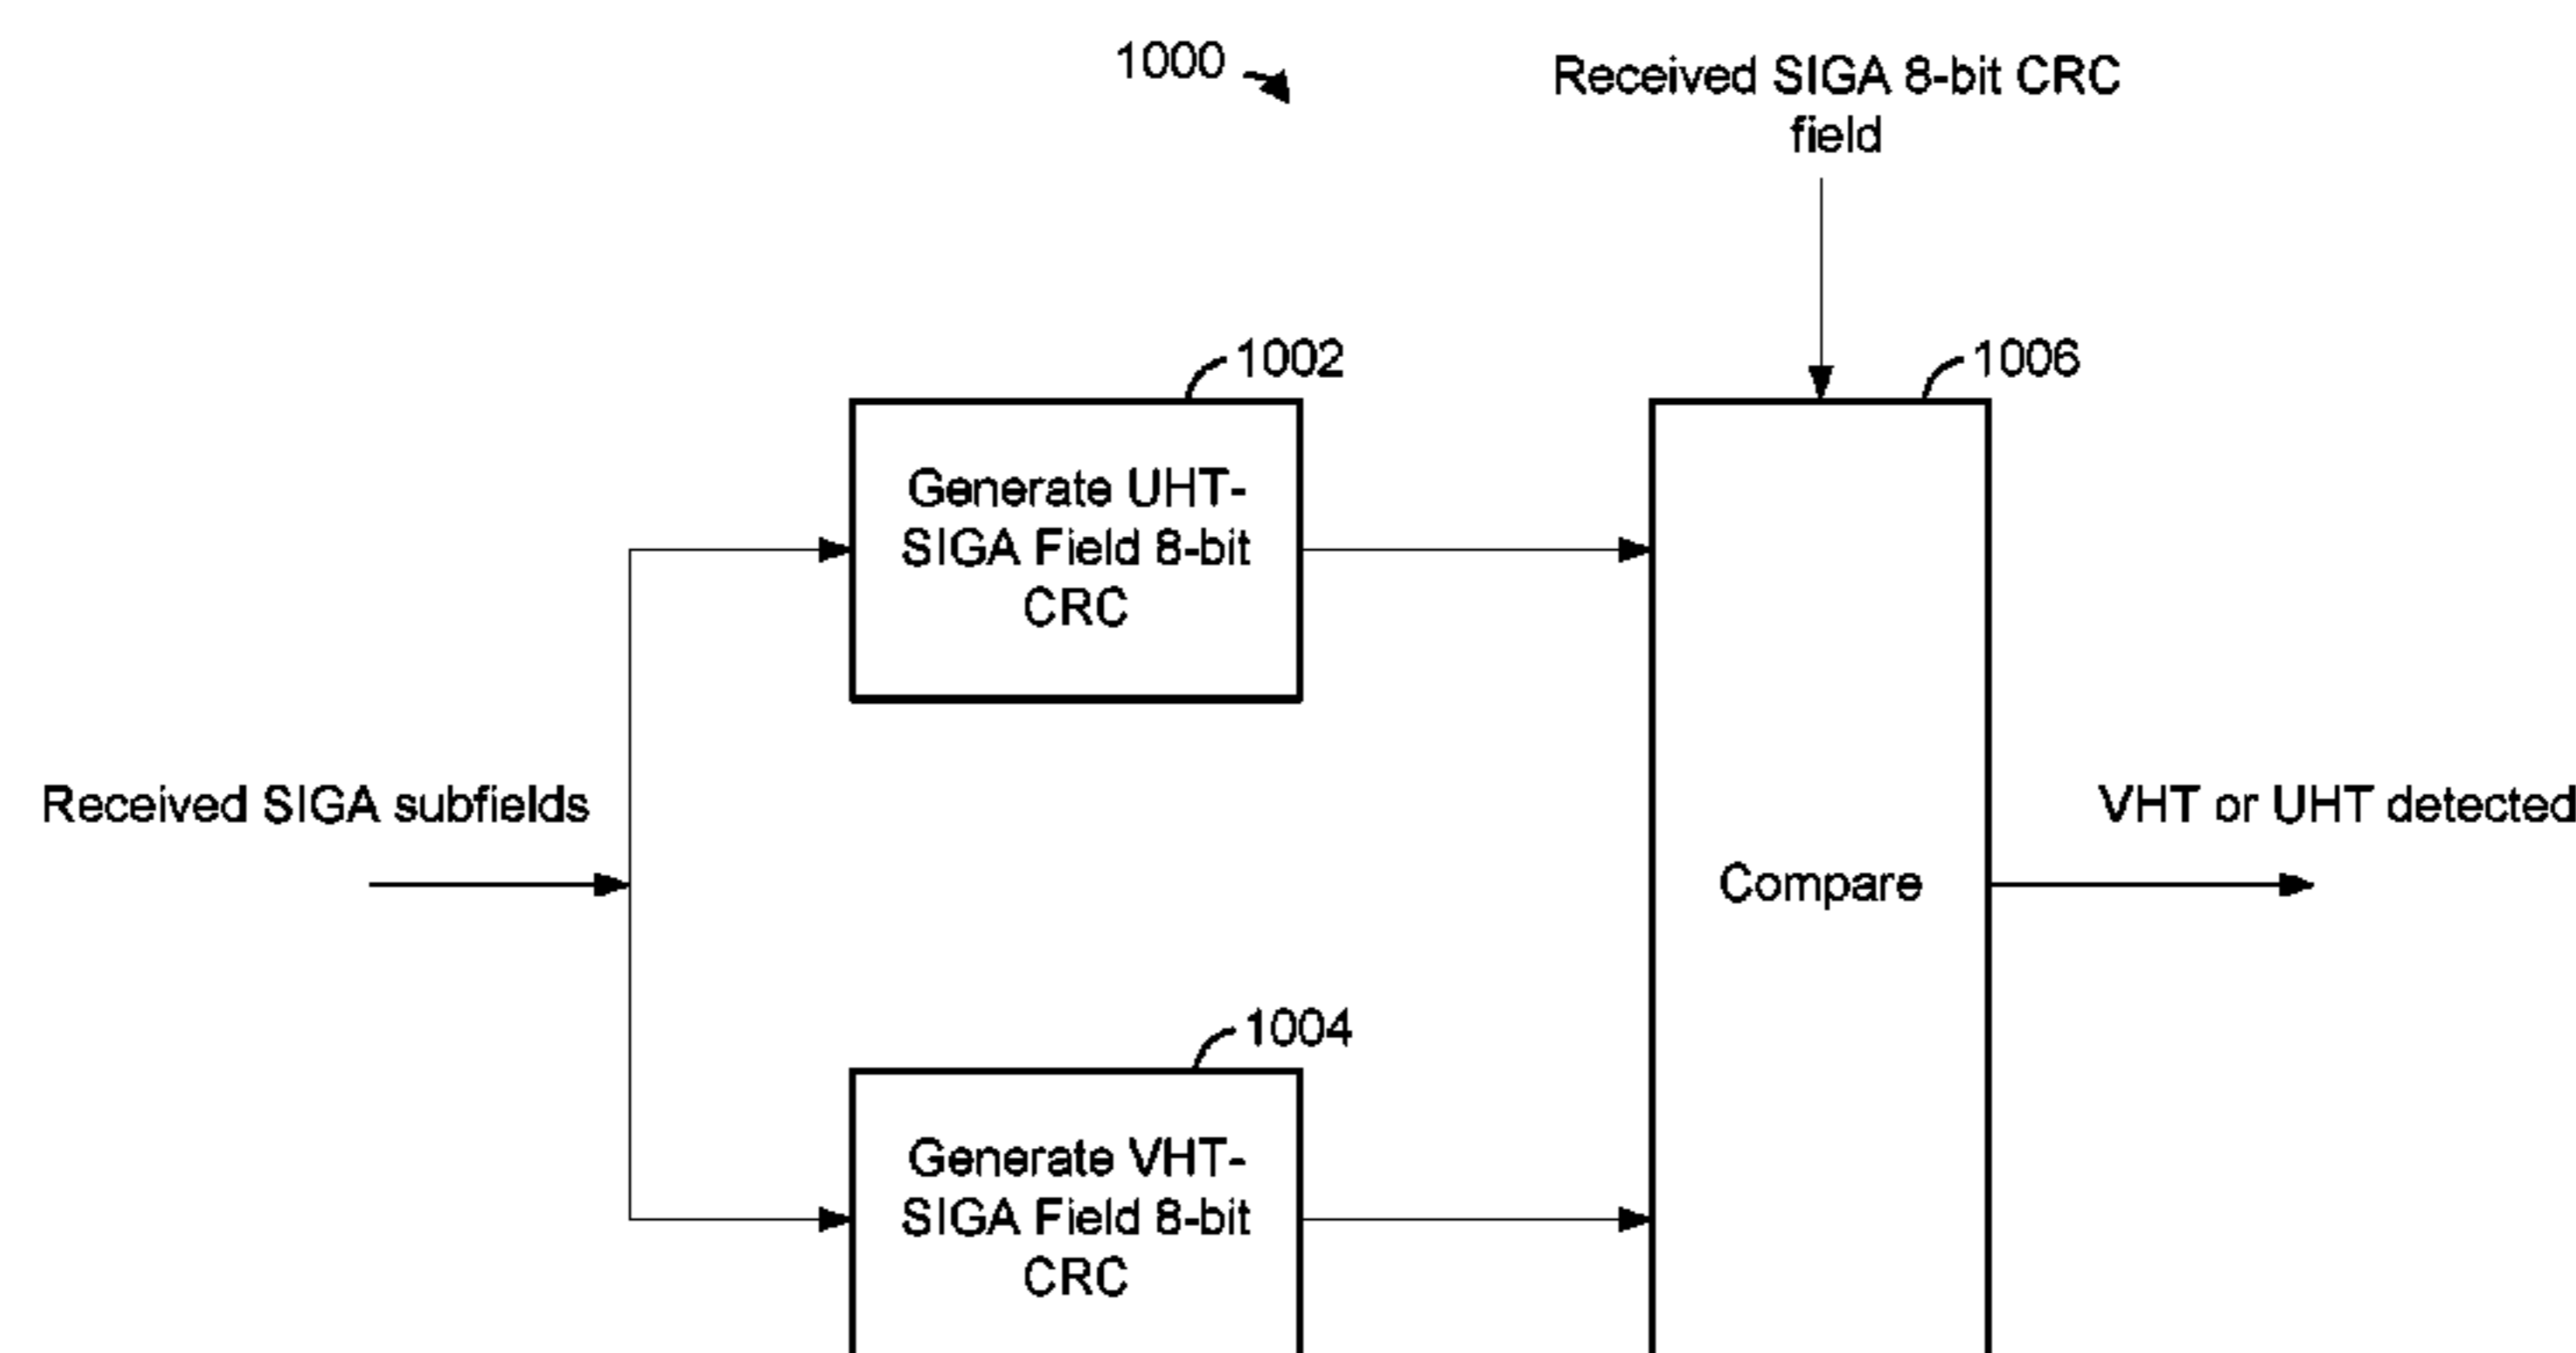 1000
Received SIGA 8-bit CRC
field
1002
1006
Generate UHT-
SIGA Field 8-bit
CRC
Received SIGA subfields
VHT or UHT detected
Compare
1004
Generate VHT-
SIGA Field 8-bit
CRC